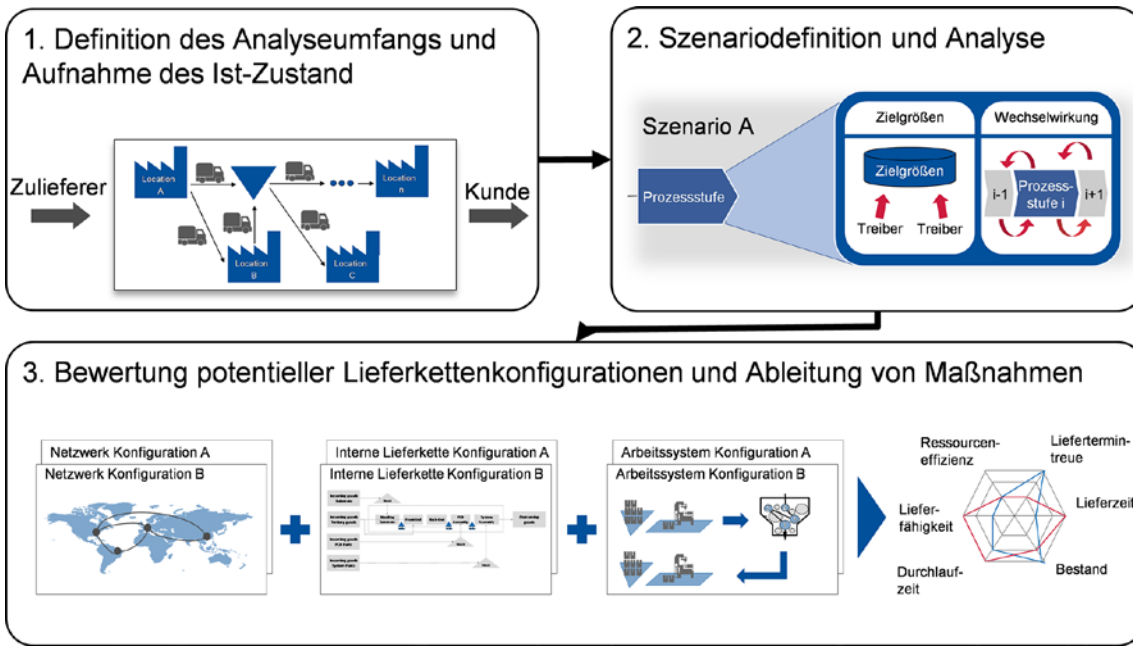 1. Definition des Analyseumfangs und
Aufnahme des Ist-Zustand
Zulieferer
Location
A
Location
n
Location
B
Location
C
Kunde
2. Szenariodefinition und Analyse
Szenario A
Prozessstufe
Zielgrößen
Wechselwirkung
Zielgrößen
Treiber
Treiber
i-1
Prozess-
stufe i
i+1
3. Bewertung potentieller Lieferkettenkonfigurationen und Ableitung von Maßnahmen
Netzwerk Konfiguration A
Netzwerk Konfiguration B
Interne Lieferkette Konfiguration A
Interne Lieferkette Konfiguration B
Arbeitssystem Konfiguration A
Arbeitssystem Konfiguration B
Ressourcen-
effizienz
Liefertermin-
treue
Liefer-
fähigkeit
Lieferzeit
Durchlauf-
zeit
Bestand